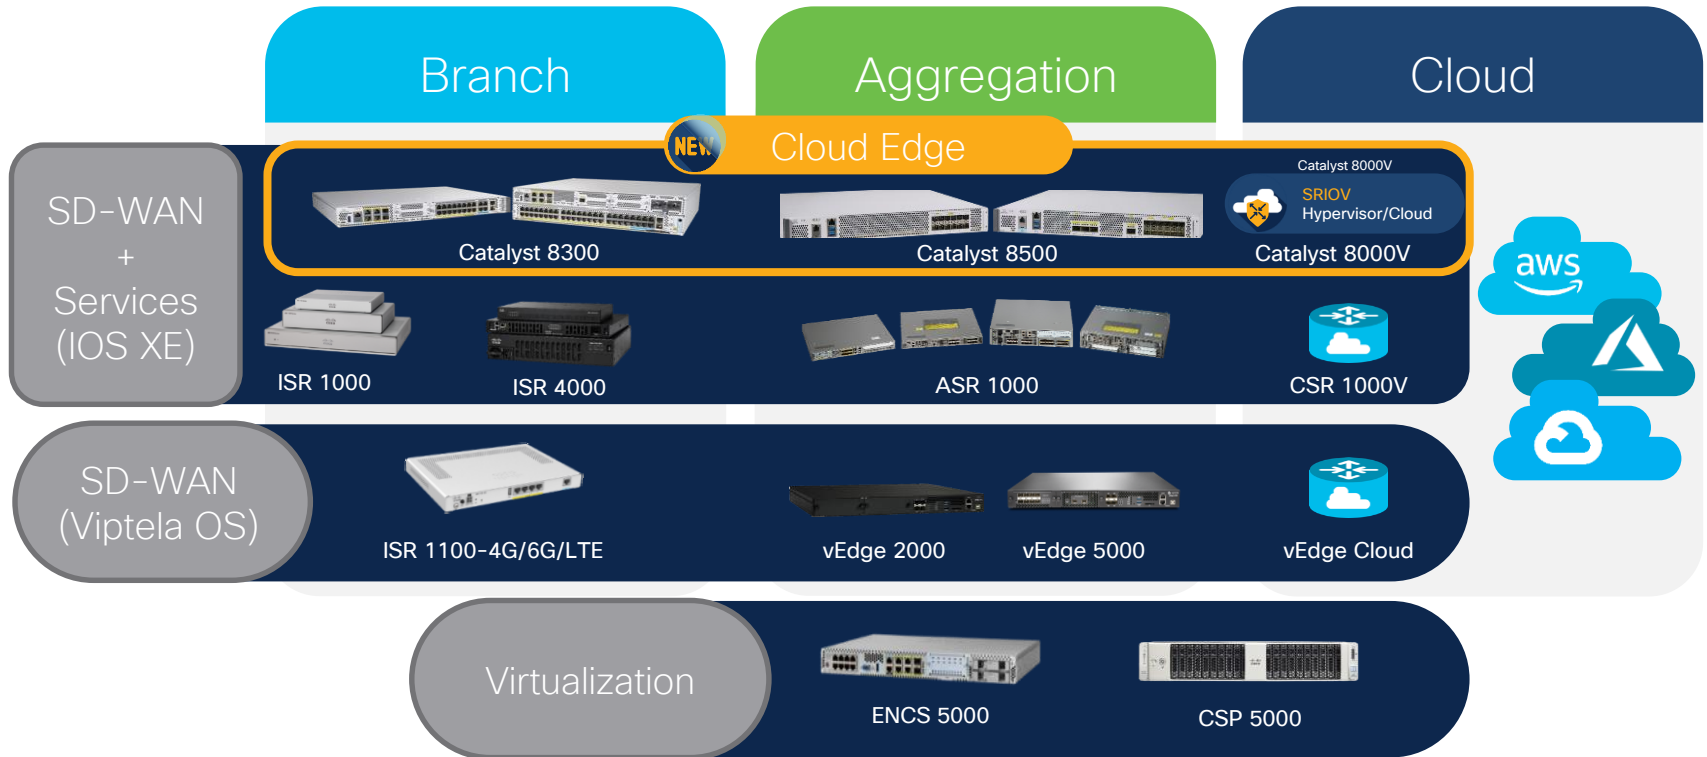 Branch
Aggregation
Cloud
NEW
Cloud Edge
SD-WAN
+
Services
(IOS XE)
Catalyst 8300
Catalyst 8500
Catalyst 8000V
SRIOV
Hypervisor/Cloud
Catalyst 8000V
aws
ISR 1000
ISR 4000
ASR 1000
CSR 1000V
SD-WAN
(Viptela OS)
ISR 1100-4G/6G/LTE
vEdge 2000
vEdge 5000
vEdge Cloud
Virtualization
ENCS 5000
CSP 5000